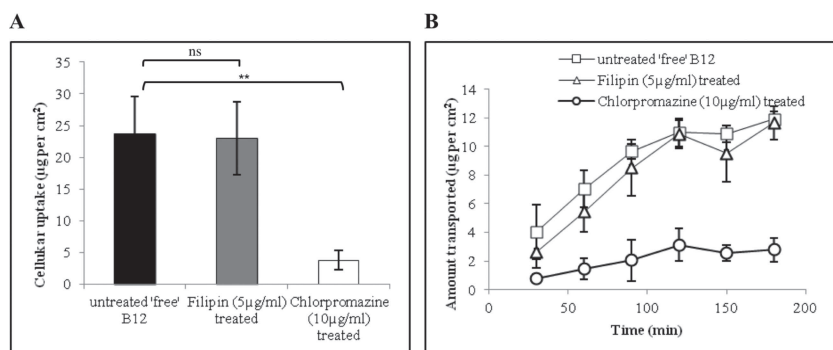 A
ns
**
Cellukar uptake (µg per cm²)
35
30
25
20
15
10
5
0
untreated 'free' B12
Filipin (5µg/ml) treated
Chlorpromazine (10µg/ml) treated
B
untreated 'free' B12
Filipin (5µg/ml) treated
Chlorpromazine (10µg/ml) treated
Amount transported (µg per cm²)
14
12
10
8
6
4
2
0
0 50 100 150 200
Time (min)